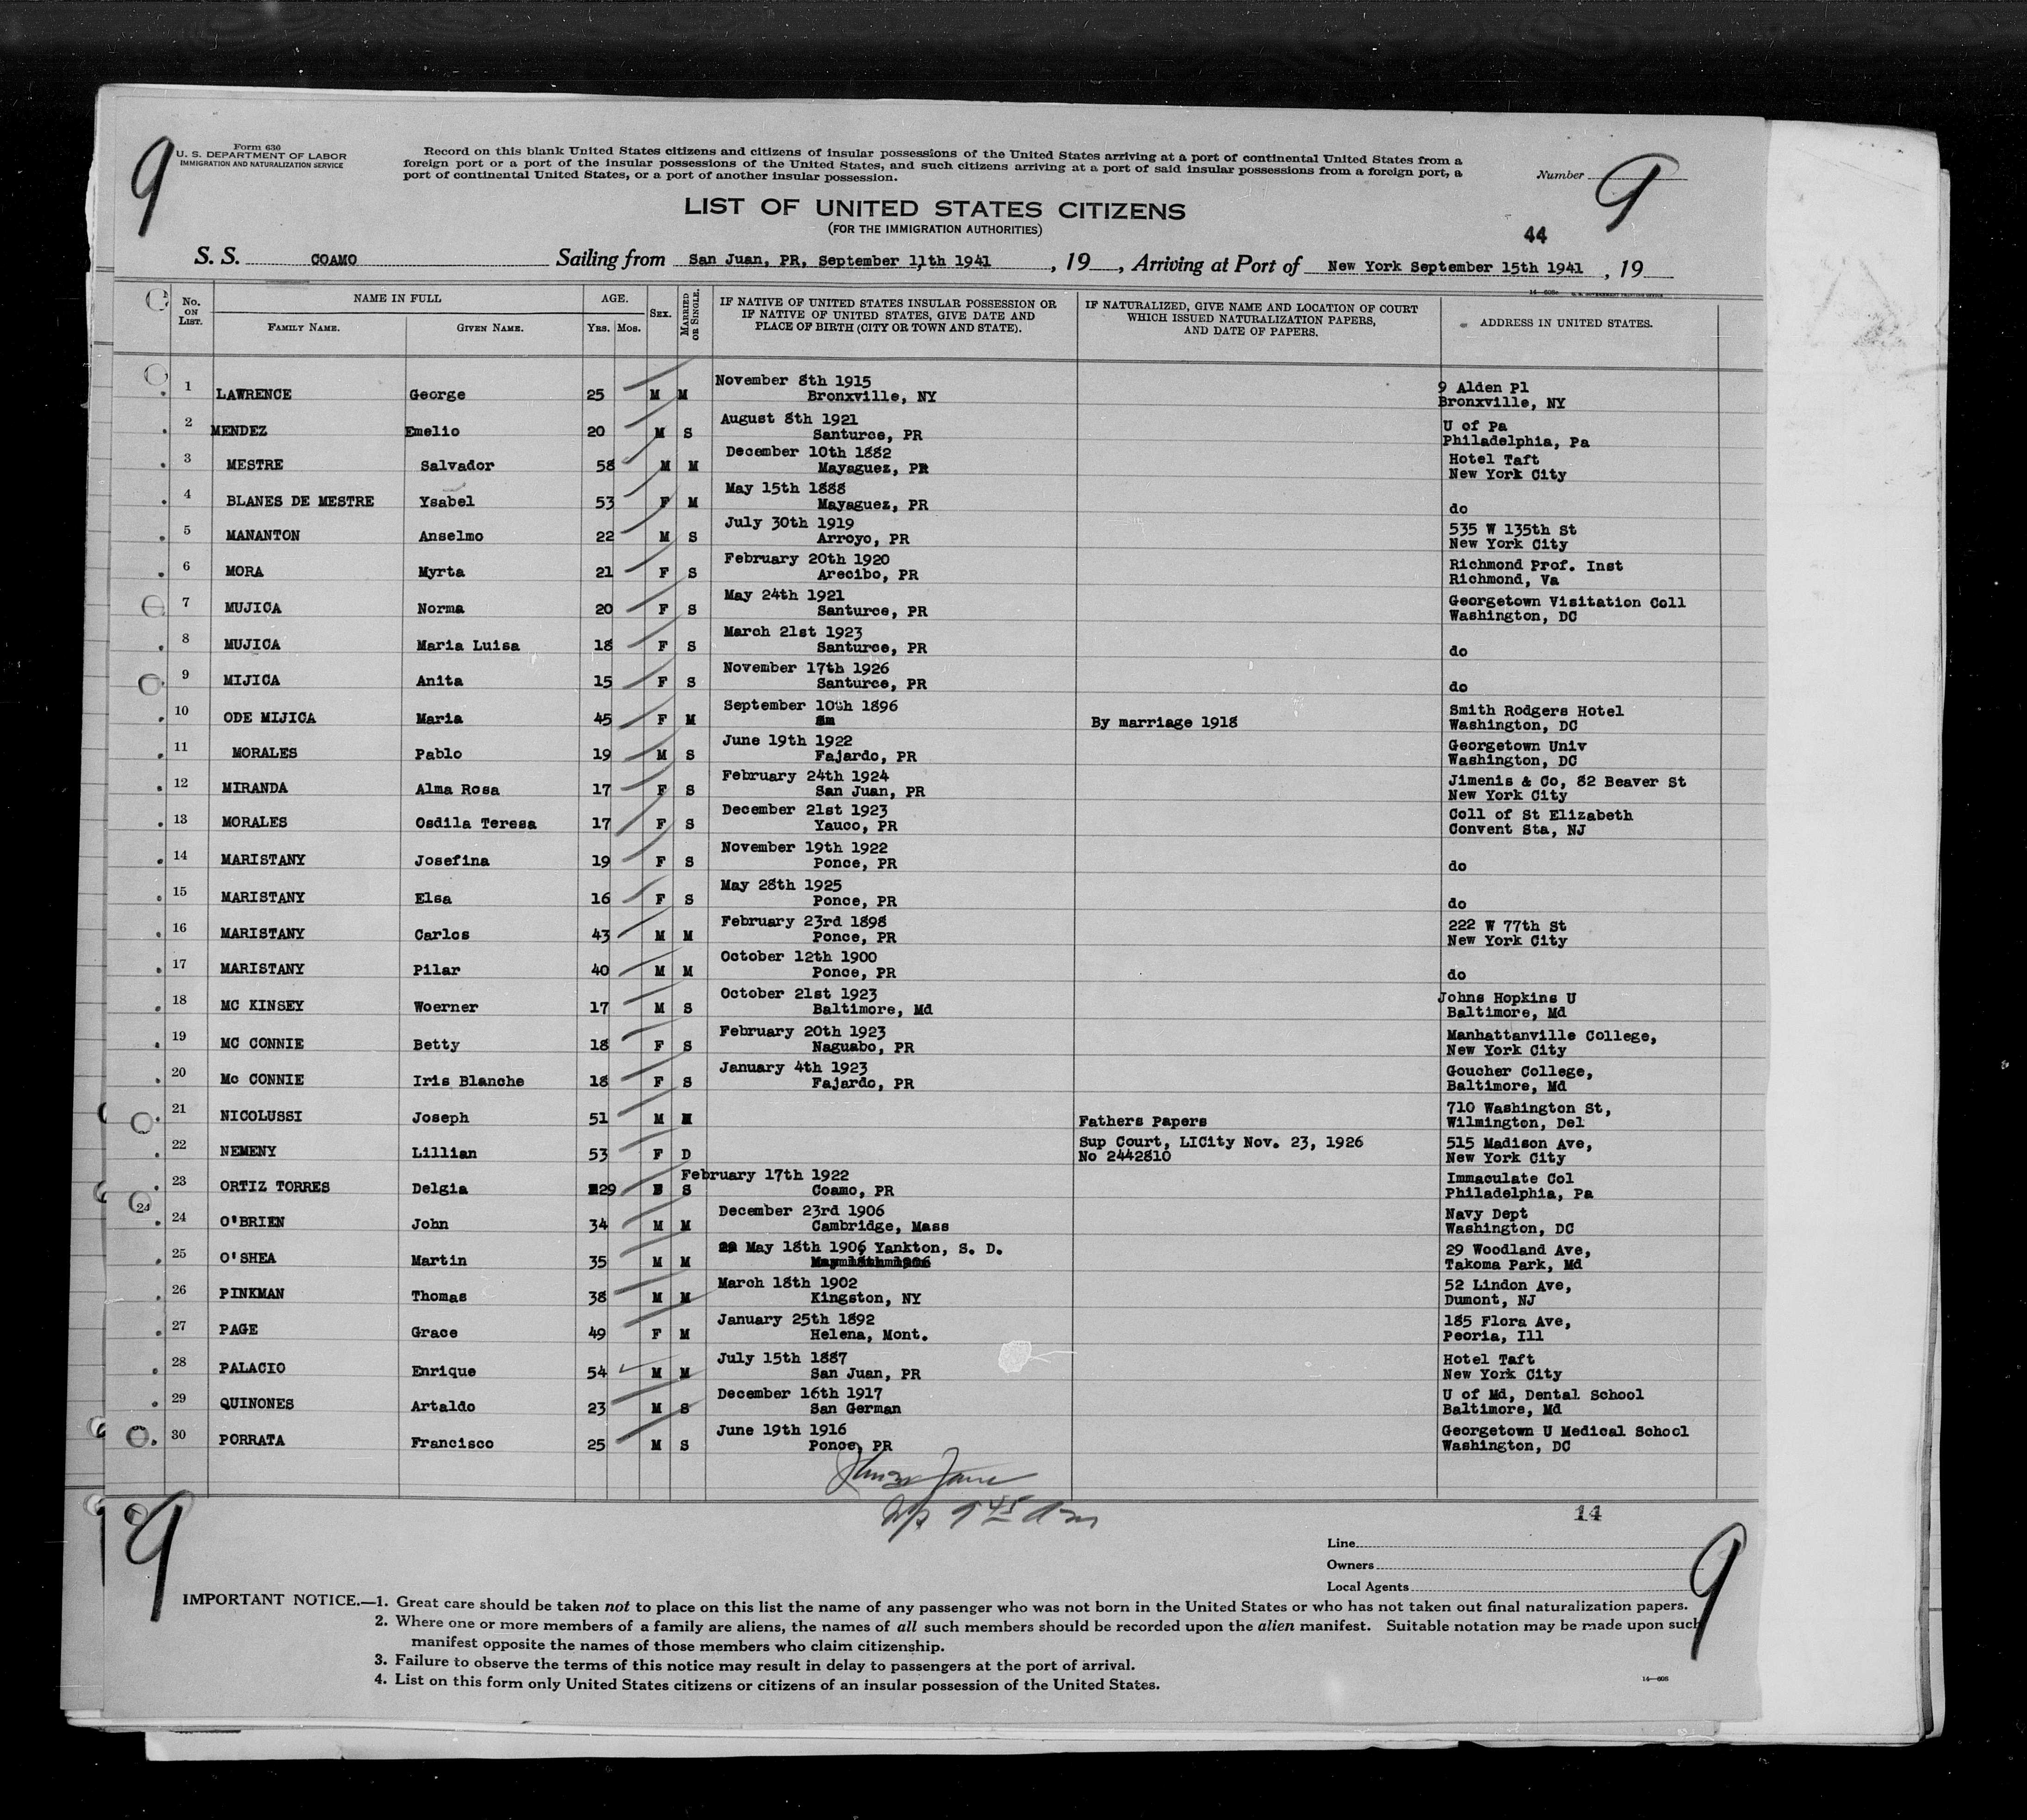 9
Form 630
U. S. DEPARTMENT OF LABOR
IMMIGRATION AND NATURALIZATION SERVICE
Record on this blank United States citizens and citizens of insular possessions of the United States arriving at a port of continental United States from a
foreign port or a port of the insular possessions of the United States, and such citizens arriving at a port of said insular possessions from a foreign port, a
port of continental United States, or a port of another insular possession.
Number 9
LIST OF UNITED STATES CITIZENS
(FOR THE IMMIGRATION AUTHORITIES)
44
S. S. COAMO Sailing from San Juan, PR, September 11th 1941, 19, Arriving at Port of New York September 15th 1941, 19
No. ON LIST. NAME IN FULL FAMILY NAME. GIVEN NAME. AGE. Yrs. Mos. SEX. MARRIED OR SINGLE. IF NATIVE OF UNITED STATES INSULAR POSSESSION OR IF NATIVE OF UNITED STATES, GIVE DATE AND PLACE OF BIRTH (CITY OR TOWN AND STATE). IF NATURALIZED, GIVE NAME AND LOCATION OF COURT WHICH ISSUED NATURALIZATION PAPERS, AND DATE OF PAPERS. ADDRESS IN UNITED STATES.
1 LAWRENCE George 25 M M November 8th 1915 Bronxville, NY 9 Alden Pl Bronxville, NY
2 MENDEZ Emelio 20 M S August 8th 1921 Santurce, PR U of Pa Philadelphia, Pa
3 MESTRE Salvador 58 M M December 10th 1882 Mayaguez, PR Hotel Taft New York City
4 BLANES DE MESTRE Ysabel 53 F M May 15th 1888 Mayaguez, PR do
5 MANANTON Anselmo 22 M S July 30th 1919 Arroyo, PR 535 W 135th St New York City
6 MORA Myrta 21 F S February 20th 1920 Arecibo, PR Richmond Prof. Inst Richmond, Va
7 MUJICA Norma 20 F S May 24th 1921 Santurce, PR Georgetown Visitation Coll Washington, DC
8 MUJICA Maria Luisa 18 F S March 21st 1923 Santurce, PR do
9 MIJICA Anita 15 F S November 17th 1926 Santurce, PR do
10 ODE MIJICA Maria 45 F M September 10th 1896 By marriage 1918 Smith Rodgers Hotel Washington, DC
11 MORALES Pablo 19 M S June 19th 1922 Fajardo, PR Georgetown Univ Washington, DC
12 MIRANDA Alma Rosa 17 F S February 24th 1924 San Juan, PR Jimenis & Co, 82 Beaver St New York City
13 MORALES Osdila Teresa 17 F S December 21st 1923 Yauco, PR Coll of St Elizabeth Convent Sta, NJ
14 MARISTANY Josefina 19 F S November 19th 1922 Ponce, PR do
15 MARISTANY Elsa 16 F S May 28th 1925 Ponce, PR do
16 MARISTANY Carlos 43 M M February 23rd 1898 Ponce, PR 222 W 77th St New York City
17 MARISTANY Pilar 40 M M October 12th 1900 Ponce, PR do
18 MC KINSEY Woerner 17 M S October 21st 1923 Baltimore, Md Johns Hopkins U Baltimore, Md
19 MC CONNIE Betty 18 F S February 20th 1923 Naguabo, PR Manhattanville College, New York City
20 Mc CONNIE Iris Blanche 18 F S January 4th 1923 Fajardo, PR Goucher College, Baltimore, Md
21 NICOLUSSI Joseph 51 M Fathers Papers 710 Washington St, Wilmington, Del
22 NEMENY Lillian 53 F D Sup Court, LICity Nov. 23, 1926 No 2442810 515 Madison Ave, New York City
23 ORTIZ TORRES Delgia 29 S February 17th 1922 Coamo, PR Immaculate Col Philadelphia, Pa
24 O'BRIEN John 34 M M December 23rd 1906 Cambridge, Mass Navy Dept Washington, DC
25 O'SHEA Martin 35 M M May 18th 1906 Yankton, S. D. 29 Woodland Ave, Takoma Park, Md
26 PINKMAN Thomas 38 M M March 18th 1902 Kingston, NY 52 Lindon Ave, Dumont, NJ
27 PAGE Grace 49 F M January 25th 1892 Helena, Mont. 185 Flora Ave, Peoria, Ill
28 PALACIO Enrique 54 M M July 15th 1887 San Juan, PR Hotel Taft New York City
29 QUINONES Artaldo 23 M S December 16th 1917 San German U of Md, Dental School Baltimore, Md
30 PORRATA Francisco 25 M S June 19th 1916 Ponce, PR Georgetown U Medical School Washington, DC
14
Line
Owners
Local Agents
9
9
IMPORTANT NOTICE.—1. Great care should be taken not to place on this list the name of any passenger who was not born in the United States or who has not taken out final naturalization papers.
2. Where one or more members of a family are aliens, the names of all such members should be recorded upon the alien manifest. Suitable notation may be made upon such
manifest opposite the names of those members who claim citizenship.
3. Failure to observe the terms of this notice may result in delay to passengers at the port of arrival.
4. List on this form only United States citizens or citizens of an insular possession of the United States.
14—608